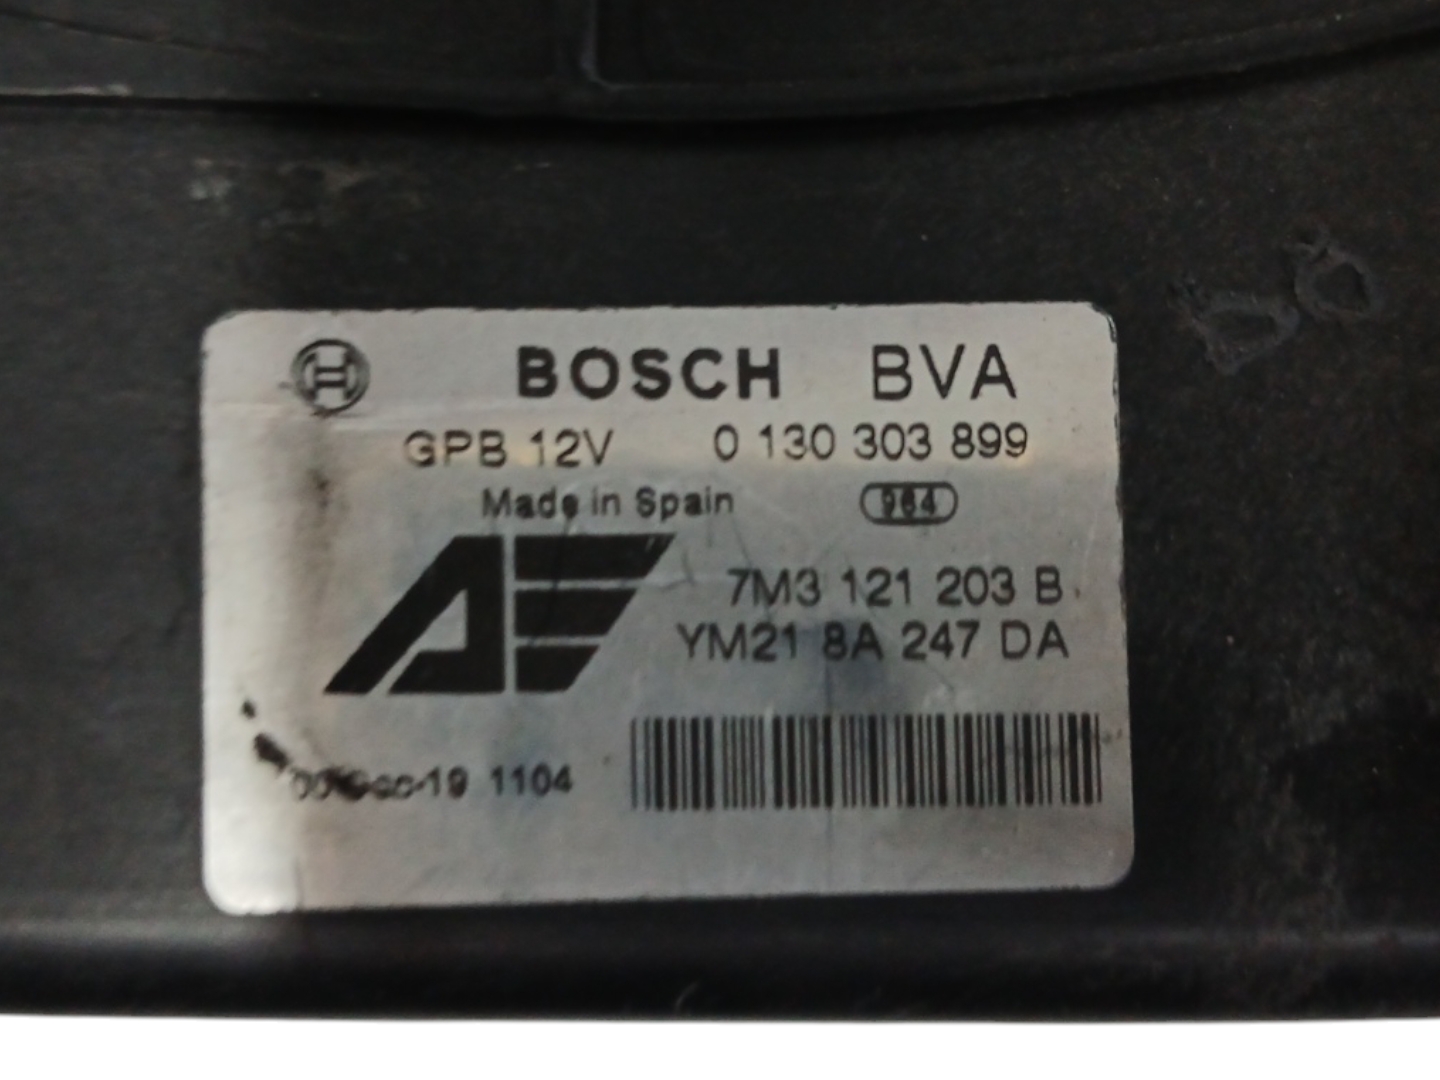 BOSCH BVA
GPB 12V 0 130 303 899
Made in Spain 964
AE 7M3 121 203 B
YM21 8A 247 DA
19 1104